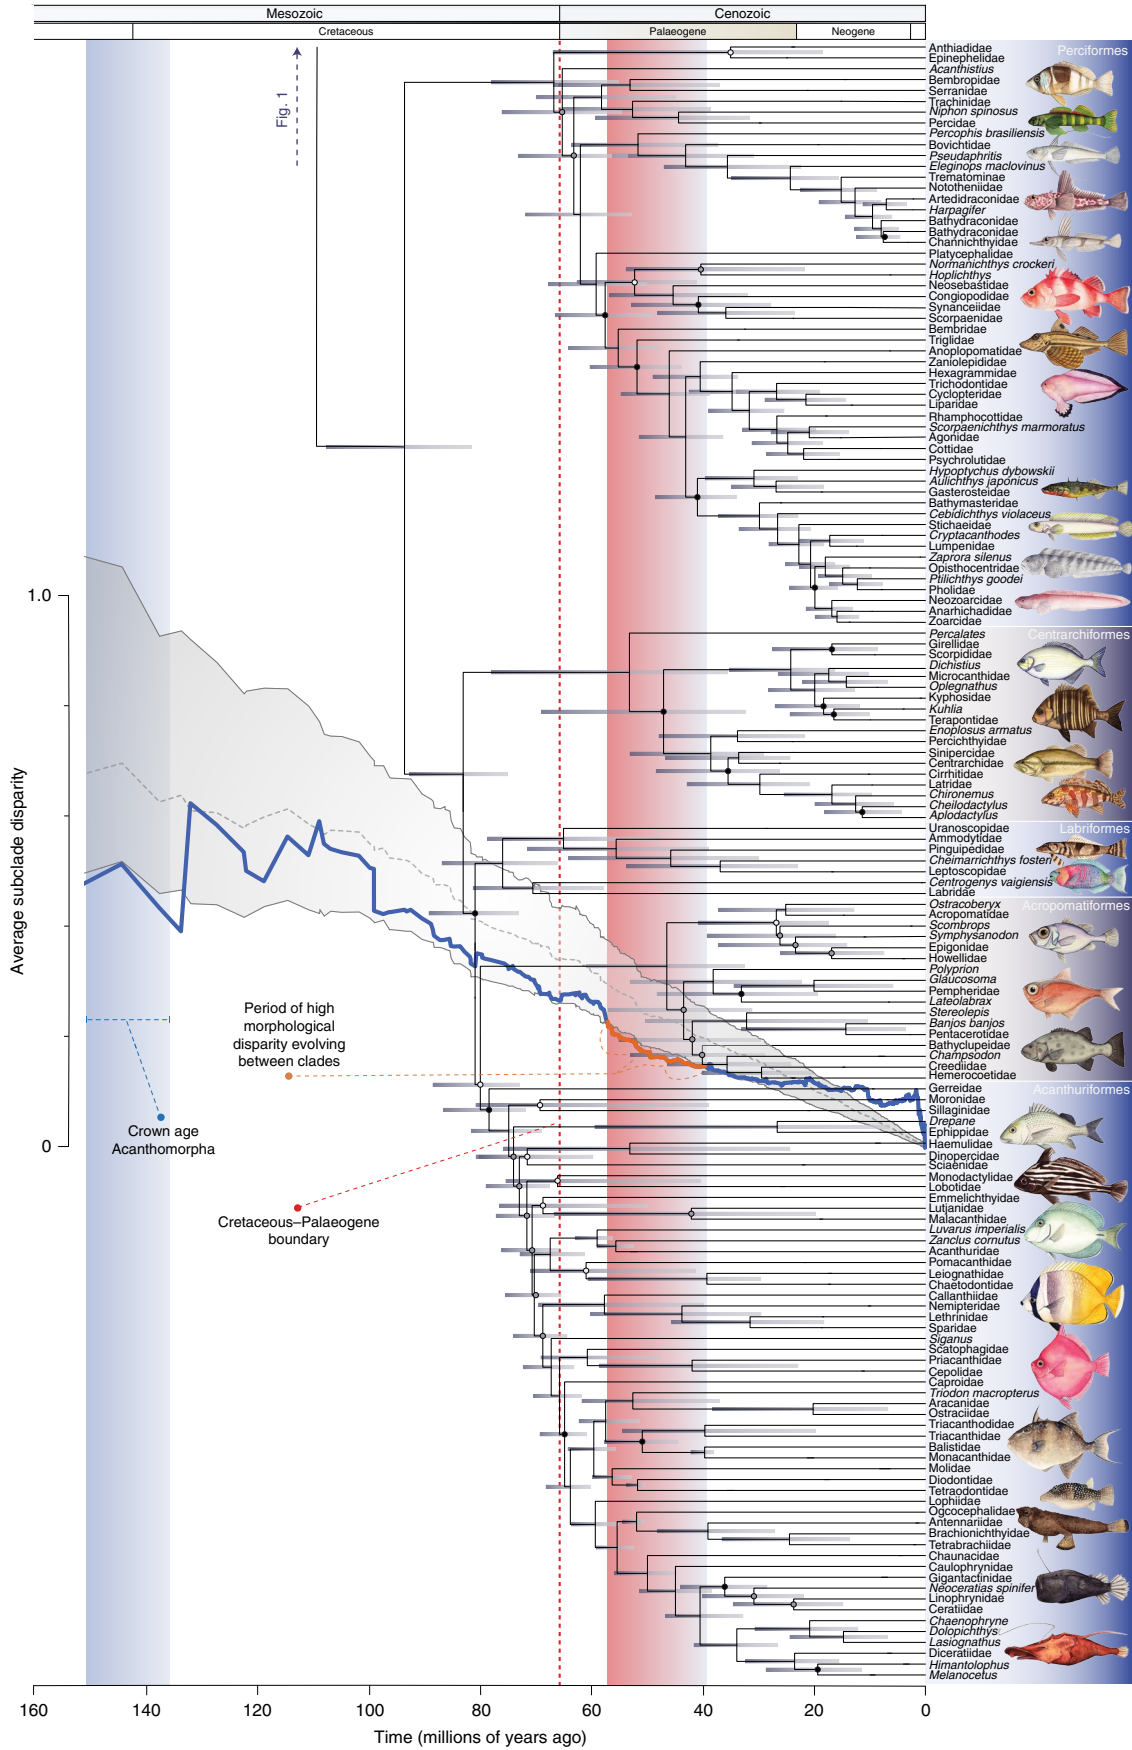 Mesozoic
Cenozoic
Cretaceous
Palaeogene
Neogene
Fig. 1
Perciformes
Anthiadidae
Epinephelidae
Acanthistius
Bembropidae
Serranidae
Trachinidae
Niphon spinosus
Percidae
Percophis brasiliensis
Bovichtidae
Pseudaphritis
Eleginops maclovinus
Trematominae
Nototheniidae
Artedidraconidae
Harpagifer
Bathydraconidae
Bathydraconidae
Channichthyidae
Platycephalidae
Normanichthys crockeri
Hoplichthys
Neosebastidae
Congiopodidae
Synanceiidae
Scorpaenidae
Bembridae
Triglidae
Anoplopomatidae
Zaniolepididae
Hexagrammidae
Trichodontidae
Cyclopteridae
Liparidae
Rhamphocottidae
Scorpaenichthys marmoratus
Agonidae
Cottidae
Psychrolutidae
Hypoptychus dybowskii
Aulichthys japonicus
Gasterosteidae
Bathymasteridae
Cebidichthys violaceus
Stichaeidae
Cryptacanthodes
Lumpenidae
Zaprora silenus
Opisthocentridae
Ptilichthys goodei
Pholidae
Neozoarcidae
Anarhichadidae
Zoarcidae
Centrarchiformes
Percalates
Girellidae
Scorpididae
Dichistius
Microcanthidae
Oplegnathus
Kyphosidae
Kuhlia
Terapontidae
Enoplosus armatus
Percichthyidae
Sinipercidae
Centrarchidae
Cirrhitidae
Latridae
Chironemus
Cheilodactylus
Aplodactylus
Labriformes
Uranoscopidae
Ammodytidae
Pinguipedidae
Cheimarrichthys fosteri
Leptoscopidae
Centrogenys vaigiensis
Labridae
Acropomatiformes
Ostracoberyx
Acropomatidae
Scombrops
Symphysanodon
Epigonidae
Howellidae
Polyprion
Glaucosoma
Pempheridae
Lateolabrax
Stereolepis
Banjos banjos
Pentacerotidae
Bathyclupeidae
Champsodon
Creediidae
Hemerocoetidae
Acanthuriformes
Gerreidae
Moronidae
Sillaginidae
Drepane
Ephippidae
Haemulidae
Dinopercidae
Sciaenidae
Monodactylidae
Lobotidae
Emmelichthyidae
Lutjanidae
Malacanthidae
Luvarus imperialis
Zanclus cornutus
Acanthuridae
Pomacanthidae
Leiognathidae
Chaetodontidae
Callanthiidae
Nemipteridae
Lethrinidae
Sparidae
Siganus
Scatophagidae
Priacanthidae
Cepolidae
Caproidae
Triodon macropterus
Aracanidae
Ostraciidae
Triacanthodidae
Triacanthidae
Balistidae
Monacanthidae
Molidae
Diodontidae
Tetraodontidae
Lophiidae
Ogcocephalidae
Antennariidae
Brachionichthyidae
Tetrabrachiidae
Chaunacidae
Caulophrynidae
Gigantactinidae
Neoceratias spinifer
Linophrynidae
Ceratiidae
Chaenophryne
Dolopichthys
Lasiognathus
Diceratiidae
Himantolophus
Melanocetus
Average subclade disparity
1.0
0
Period of high
morphological
disparity evolving
between clades
Crown age
Acanthomorpha
Cretaceous–Palaeogene
boundary
160
140
120
100
80
60
40
20
0
Time (millions of years ago)